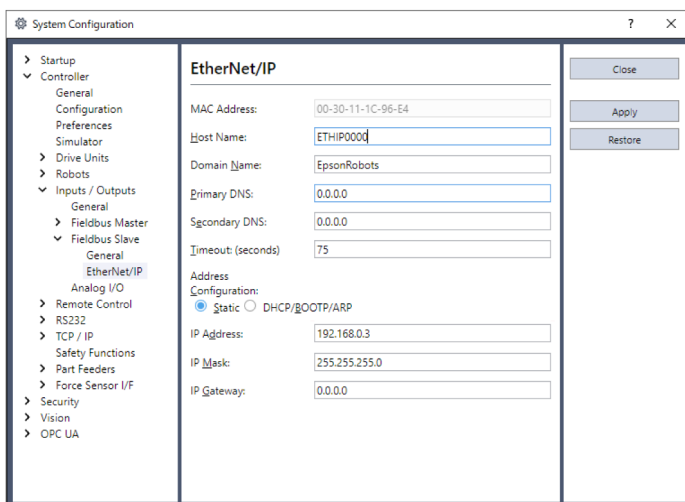 System Configuration
?
Startup
Controller
General
Configuration
Preferences
Simulator
Drive Units
Robots
Inputs / Outputs
General
Fieldbus Master
Fieldbus Slave
General
EtherNet/IP
Analog I/O
Remote Control
RS232
TCP / IP
Safety Functions
Part Feeders
Force Sensor I/F
Security
Vision
OPC UA
EtherNet/IP
MAC Address: 00-30-11-1C-96-E4
Host Name: ETHIP0000
Domain Name: EpsonRobots
Primary DNS: 0.0.0.0
Secondary DNS: 0.0.0.0
Timeout: (seconds) 75
Address
Configuration:
Static DHCP/BOOTP/ARP
IP Address: 192.168.0.3
IP Mask: 255.255.255.0
IP Gateway: 0.0.0.0
Close
Apply
Restore